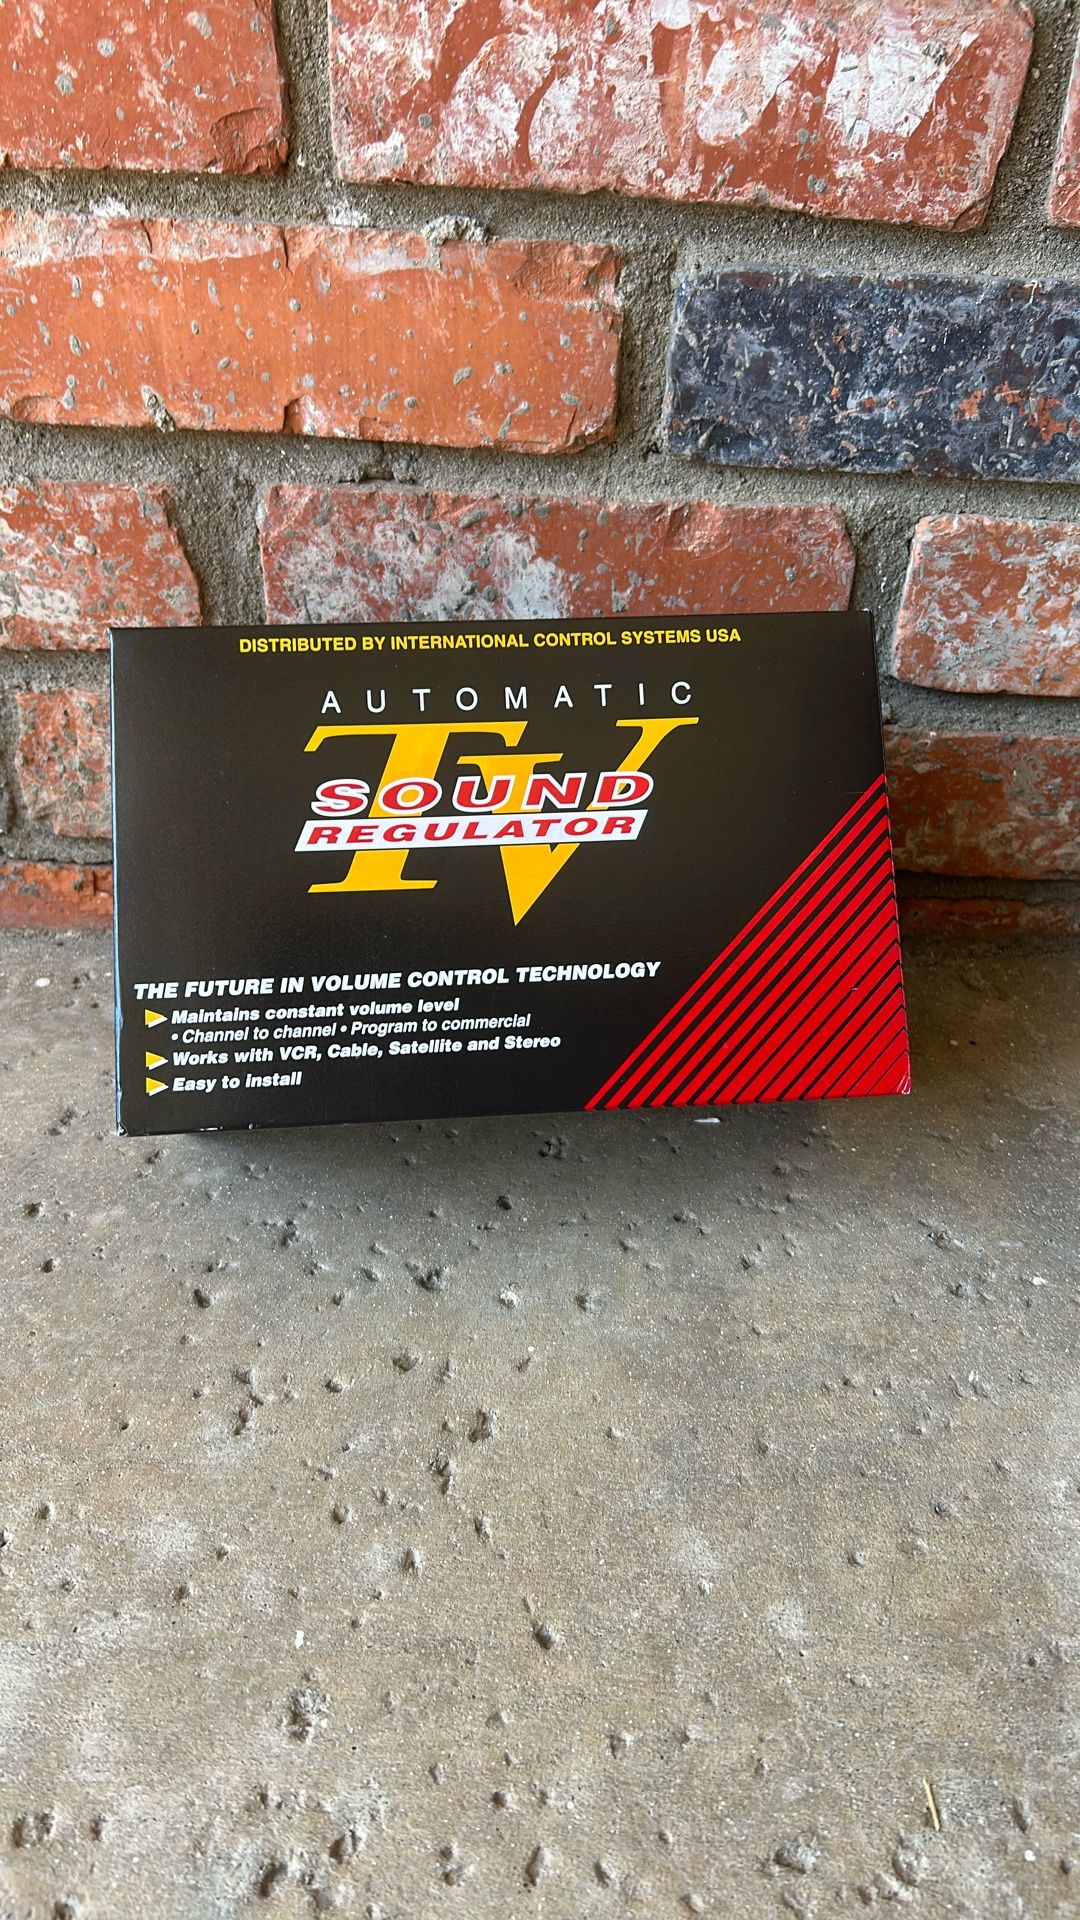 DISTRIBUTED BY INTERNATIONAL CONTROL SYSTEMS USA
AUTOMATIC
TV
SOUND
REGULATOR
THE FUTURE IN VOLUME CONTROL TECHNOLOGY
Maintains constant volume level
• Channel to channel • Program to commercial
Works with VCR, Cable, Satellite and Stereo
Easy to install